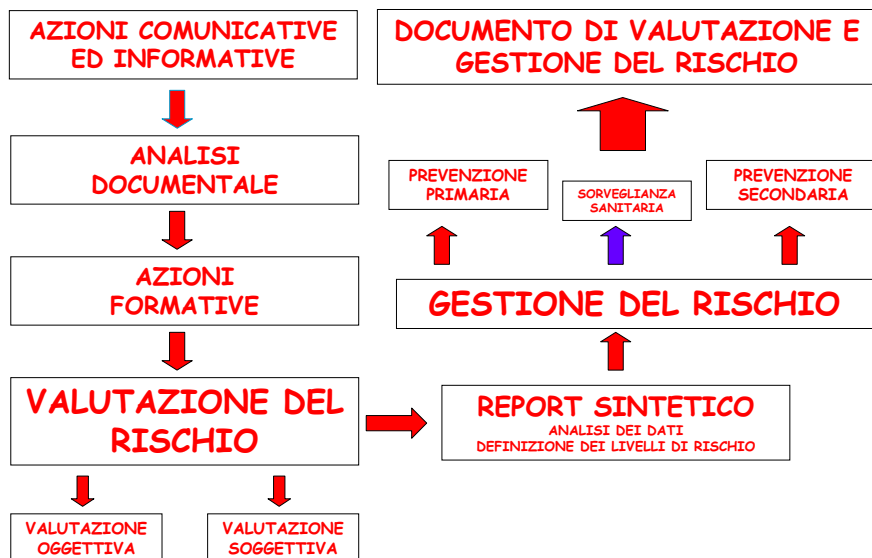 AZIONI COMUNICATIVE
ED INFORMATIVE
ANALISI
DOCUMENTALE
AZIONI
FORMATIVE
VALUTAZIONE DEL
RISCHIO
VALUTAZIONE
OGGETTIVA
VALUTAZIONE
SOGGETTIVA
REPORT SINTETICO
ANALISI DEI DATI
DEFINIZIONE DEI LIVELLI DI RISCHIO
GESTIONE DEL RISCHIO
PREVENZIONE
PRIMARIA
SORVEGLIANZA
SANITARIA
PREVENZIONE
SECONDARIA
DOCUMENTO DI VALUTAZIONE E
GESTIONE DEL RISCHIO